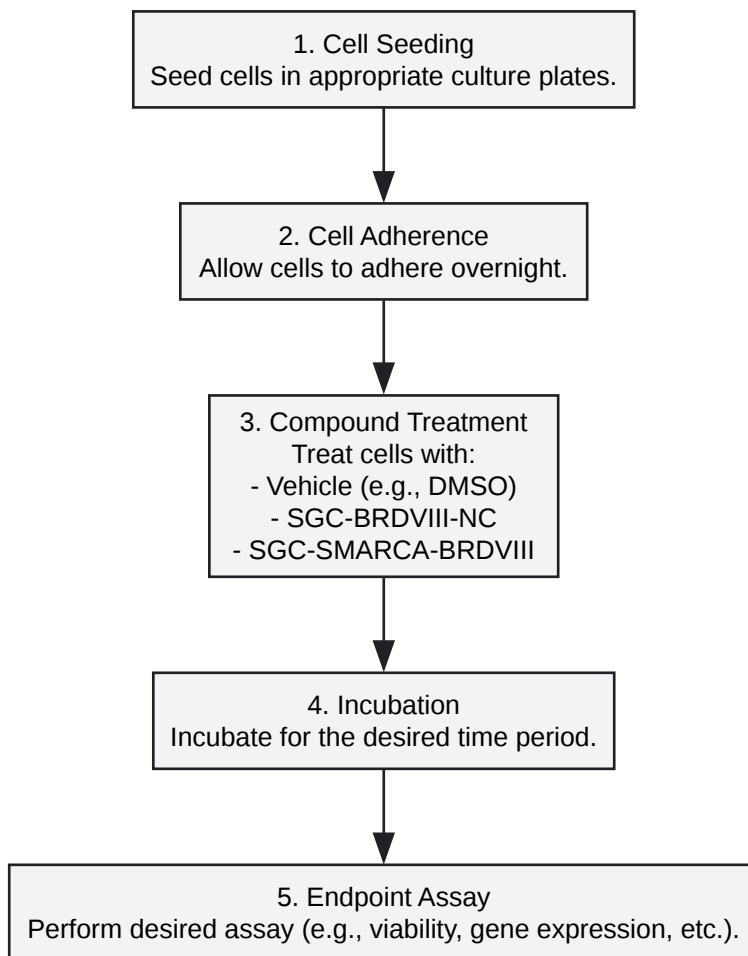 1. Cell Seeding
Seed cells in appropriate culture plates.
2. Cell Adherence
Allow cells to adhere overnight.
3. Compound Treatment
Treat cells with:
- Vehicle (e.g., DMSO)
- SGC-BRDVIII-NC
- SGC-SMARCA-BRDVIII
4. Incubation
Incubate for the desired time period.
5. Endpoint Assay
Perform desired assay (e.g., viability, gene expression, etc.).